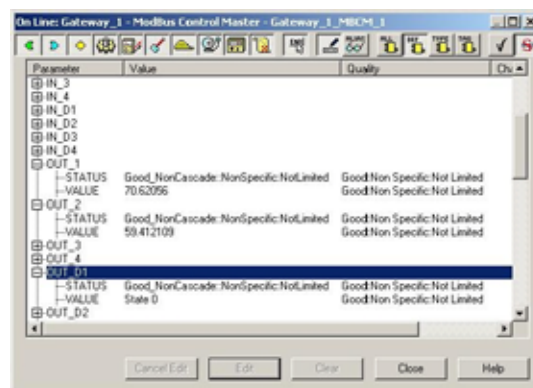 On Line: Gateway_1 - ModBus Control Master - Gateway_1_MBCM_1
Parameter Value Quality
IN_3
IN_4
IN_D1
IN_D2
IN_D3
IN_D4
OUT_1
STATUS Good_NonCascade::NonSpecific:NotLimited Good:Non Specific:Not Limited
VALUE 70.62056 Good:Non Specific:Not Limited
OUT_2
STATUS Good_NonCascade::NonSpecific:NotLimited Good:Non Specific:Not Limited
VALUE 59.412109 Good:Non Specific:Not Limited
OUT_3
OUT_4
OUT_D1
STATUS Good_NonCascade::NonSpecific:NotLimited Good:Non Specific:Not Limited
VALUE State 0 Good:Non Specific:Not Limited
OUT_D2
Cancel Edit Edit Clear Close Help